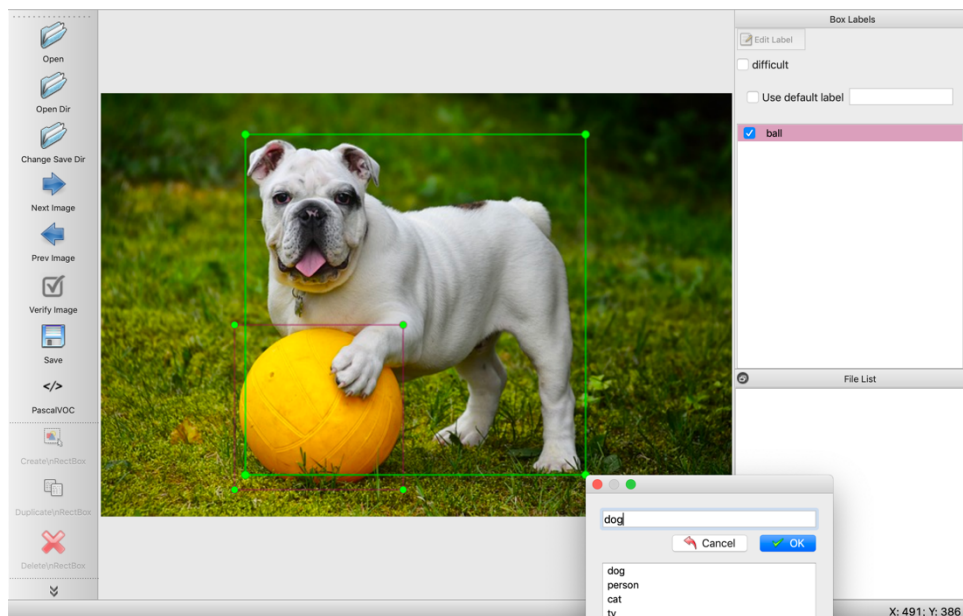 Open
Open Dir
Change Save Dir
Next Image
Prev Image
Verify Image
Save
</>
PascalVOC
Create\nRectBox
Duplicate\nRectBox
Delete\nRectBox
Box Labels
Edit Label
difficult
Use default label
ball
File List
dog
Cancel
OK
dog
person
cat
tv
X: 491; Y: 386